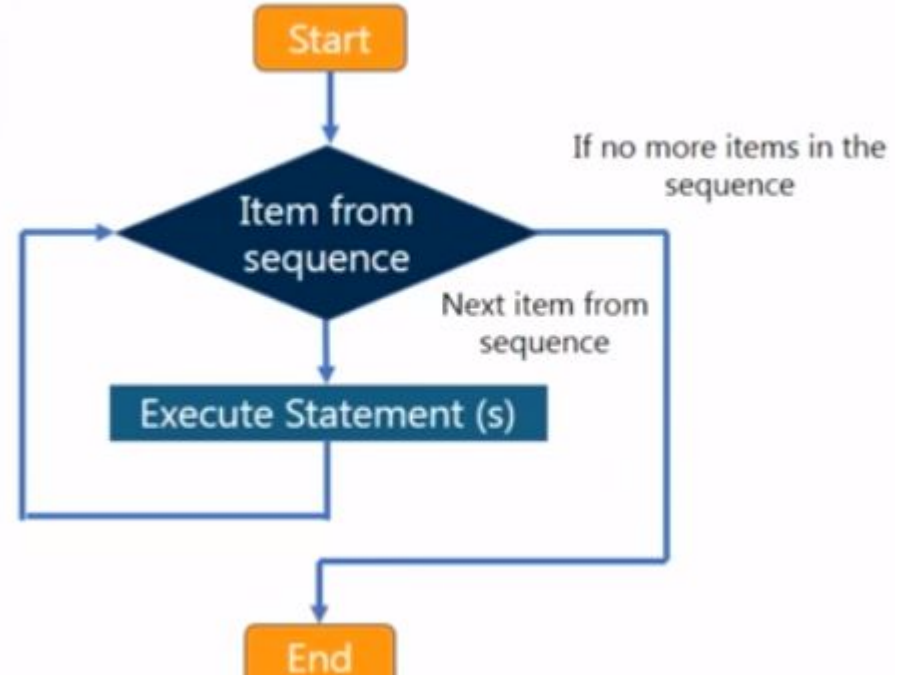 Start
If no more items in the
sequence
Item from
sequence
Next item from
sequence
Execute Statement (s)
End